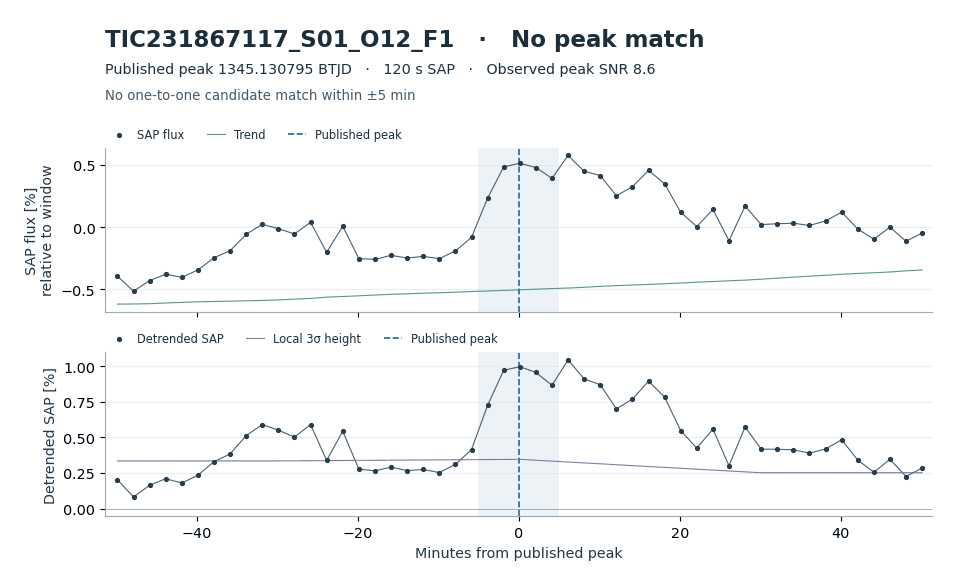 TIC231867117_S01_O12_F1 · No peak match
Published peak 1345.130795 BTJD · 120 s SAP · Observed peak SNR 8.6
No one-to-one candidate match within ±5 min
SAP flux Trend Published peak
SAP flux [%]
relative to window
0.5
0.0
−0.5
Detrended SAP Local 3σ height Published peak
Detrended SAP [%]
1.00
0.75
0.50
0.25
0.00
−40 −20 0 20 40
Minutes from published peak